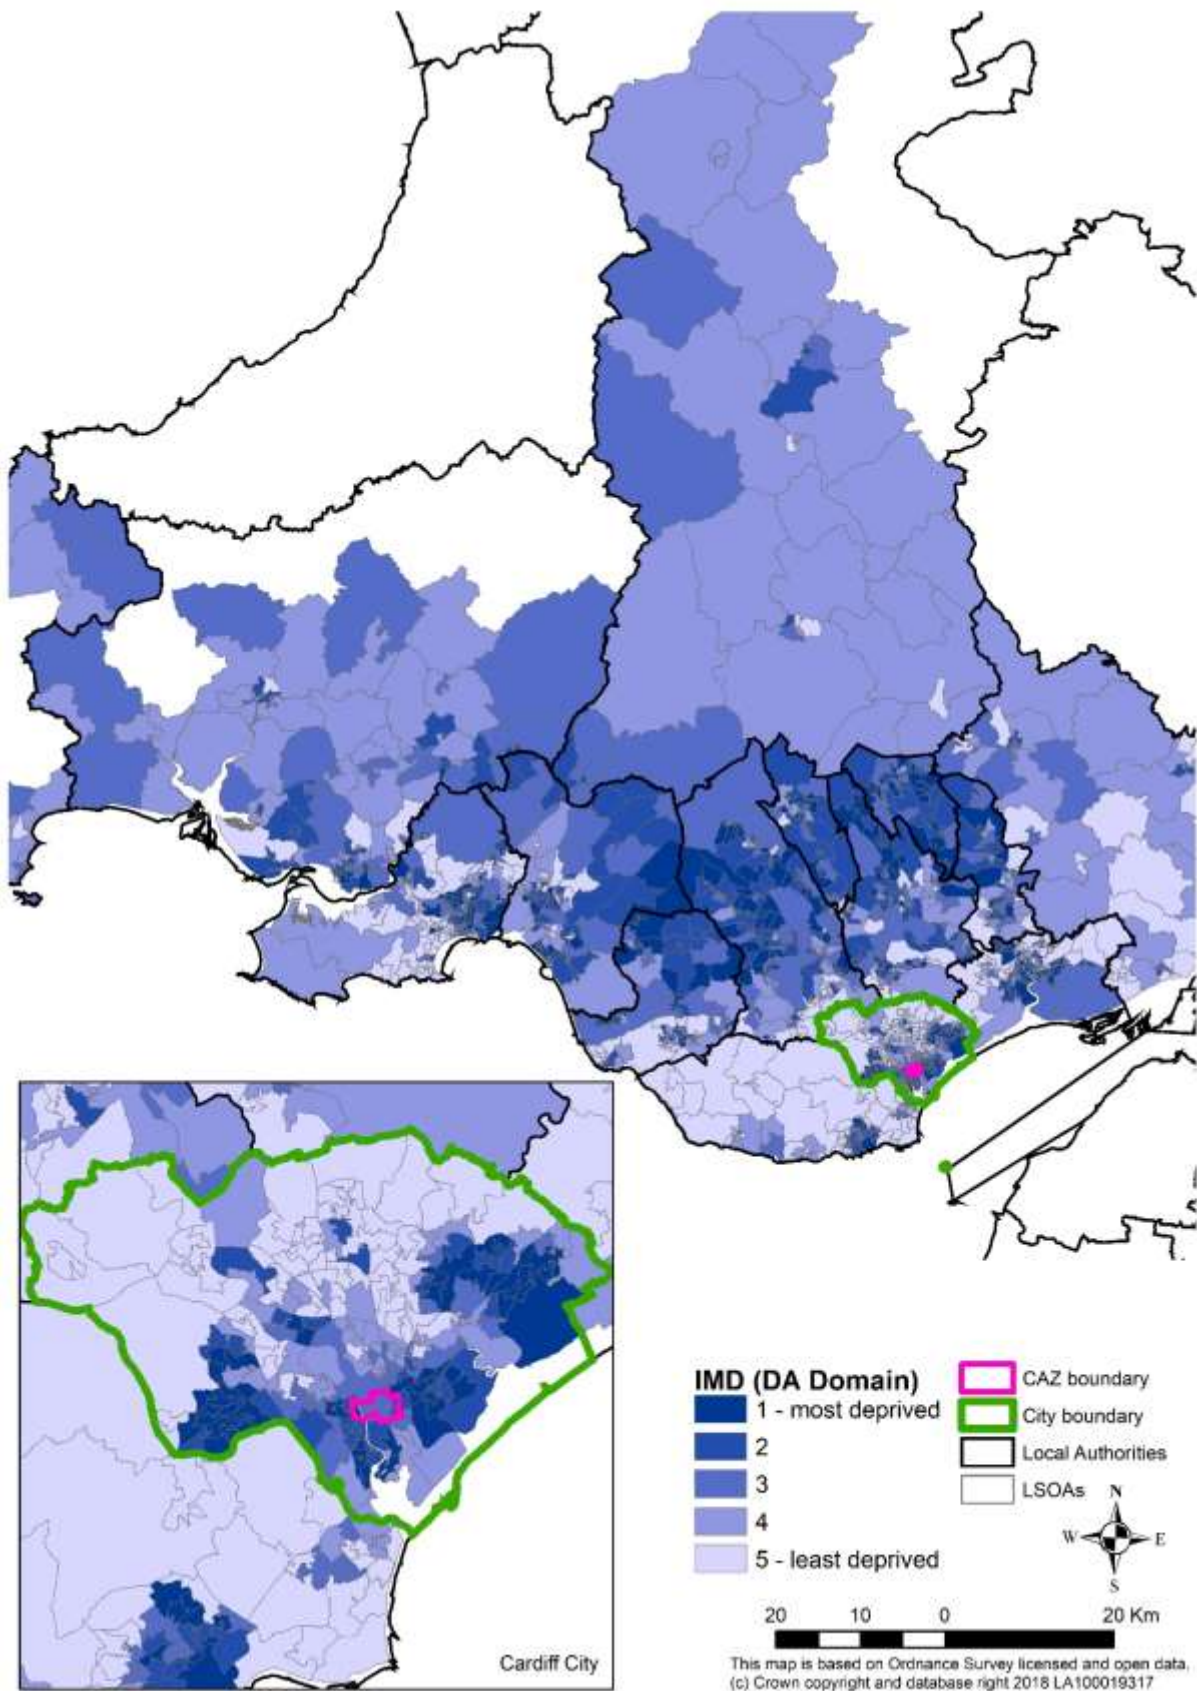 Cardiff City
IMD (DA Domain)
1 - most deprived
2
3
4
5 - least deprived
CAZ boundary
City boundary
Local Authorities
LSOAs
N
W
E
S
20 10 0 20 Km
This map is based on Ordnance Survey licensed and open data.
(c) Crown copyright and database right 2018 LA100019317